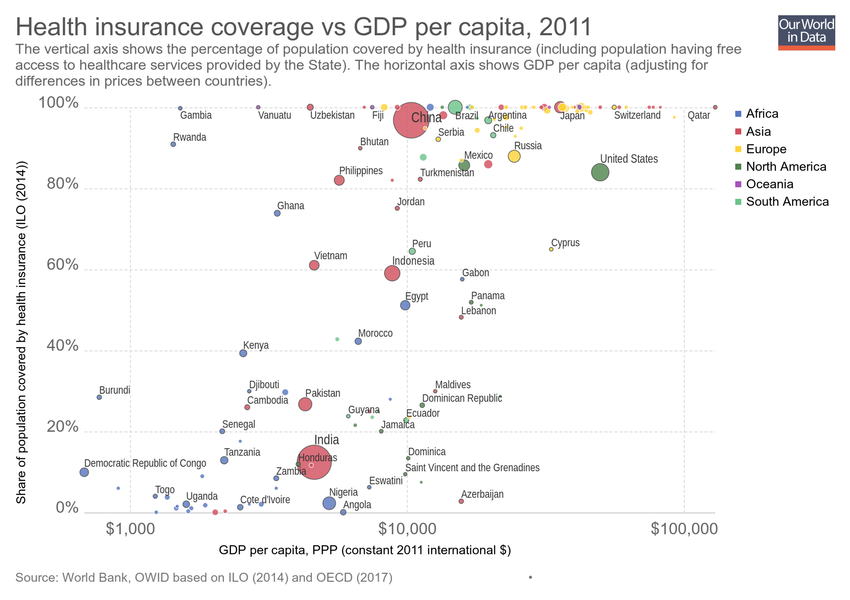 Health insurance coverage vs GDP per capita, 2011
Our World
in Data
The vertical axis shows the percentage of population covered by health insurance (including population having free
access to healthcare services provided by the State). The horizontal axis shows GDP per capita (adjusting for
differences in prices between countries).
Share of population covered by health insurance (ILO (2014))
100%
80%
60%
40%
20%
0%
Gambia
Vanuatu
Uzbekistan
Fiji
China
Brazil
Argentina
Japan
Switzerland
Qatar
Rwanda
Bhutan
Serbia
Chile
Russia
Mexico
United States
Philippines
Turkmenistan
Ghana
Jordan
Peru
Cyprus
Vietnam
Indonesia
Gabon
Egypt
Panama
Lebanon
Morocco
Kenya
Burundi
Djibouti
Cambodia
Pakistan
Maldives
Dominican Republic
Guyana
Ecuador
Senegal
Jamaica
India
Honduras
Tanzania
Dominica
Democratic Republic of Congo
Saint Vincent and the Grenadines
Zambia
Eswatini
Togo
Uganda
Cote d'Ivoire
Nigeria
Angola
Azerbaijan
$1,000
$10,000
$100,000
GDP per capita, PPP (constant 2011 international $)
Africa
Asia
Europe
North America
Oceania
South America
Source: World Bank, OWID based on ILO (2014) and OECD (2017)